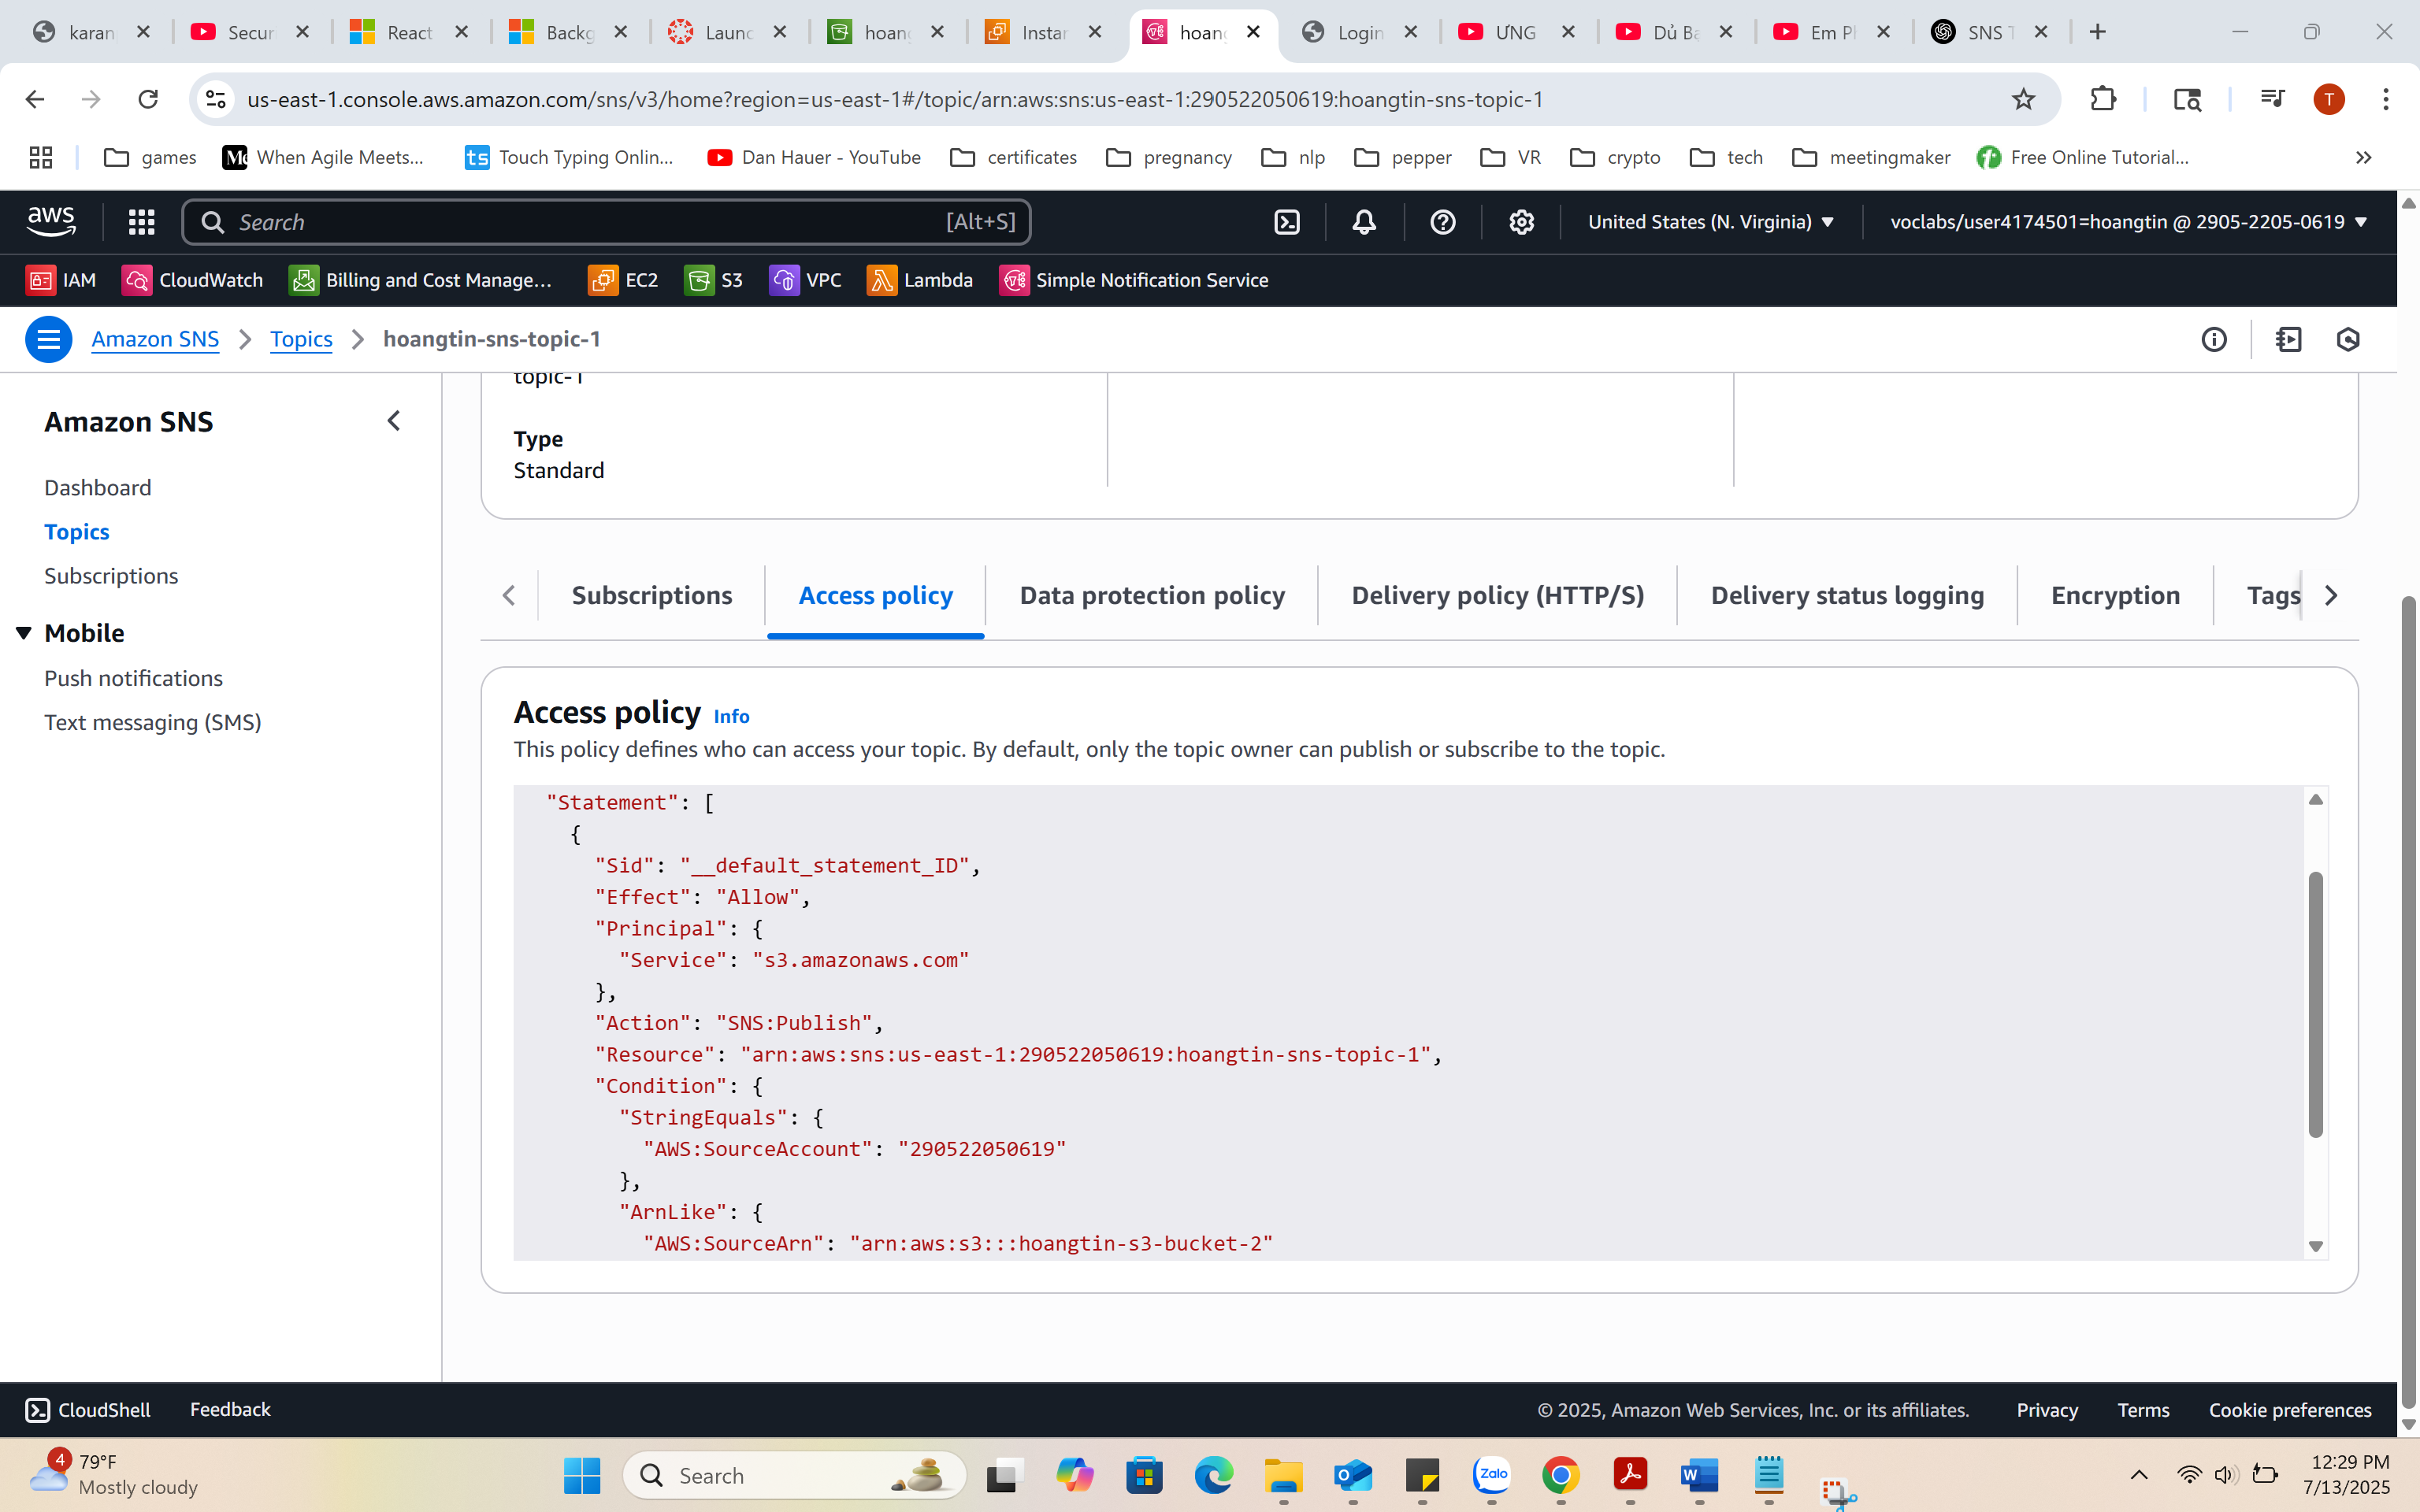 karan
Secur
React
Backg
Launc
hoang
Instar
hoang
Login
ƯNG
Dủ Ba
Em Ph
SNS T
us-east-1.console.aws.amazon.com/sns/v3/home?region=us-east-1#/topic/arn:aws:sns:us-east-1:290522050619:hoangtin-sns-topic-1
T
games
When Agile Meets...
Touch Typing Onlin...
Dan Hauer - YouTube
certificates
pregnancy
nlp
pepper
VR
crypto
tech
meetingmaker
Free Online Tutorial...
aws
Search
[Alt+S]
United States (N. Virginia)
voclabs/user4174501=hoangtin @ 2905-2205-0619
IAM
CloudWatch
Billing and Cost Manage...
EC2
S3
VPC
Lambda
Simple Notification Service
Amazon SNS
Topics
hoangtin-sns-topic-1
Amazon SNS
Dashboard
Topics
Subscriptions
Mobile
Push notifications
Text messaging (SMS)
topic-1
Type
Standard
Subscriptions
Access policy
Data protection policy
Delivery policy (HTTP/S)
Delivery status logging
Encryption
Tags
Access policy Info
This policy defines who can access your topic. By default, only the topic owner can publish or subscribe to the topic.
"Statement": [
{
"Sid": "__default_statement_ID",
"Effect": "Allow",
"Principal": {
"Service": "s3.amazonaws.com"
},
"Action": "SNS:Publish",
"Resource": "arn:aws:sns:us-east-1:290522050619:hoangtin-sns-topic-1",
"Condition": {
"StringEquals": {
"AWS:SourceAccount": "290522050619"
},
"ArnLike": {
"AWS:SourceArn": "arn:aws:s3:::hoangtin-s3-bucket-2"
CloudShell
Feedback
© 2025, Amazon Web Services, Inc. or its affiliates.
Privacy
Terms
Cookie preferences
4
79°F
Mostly cloudy
Search
Zalo
12:29 PM
7/13/2025